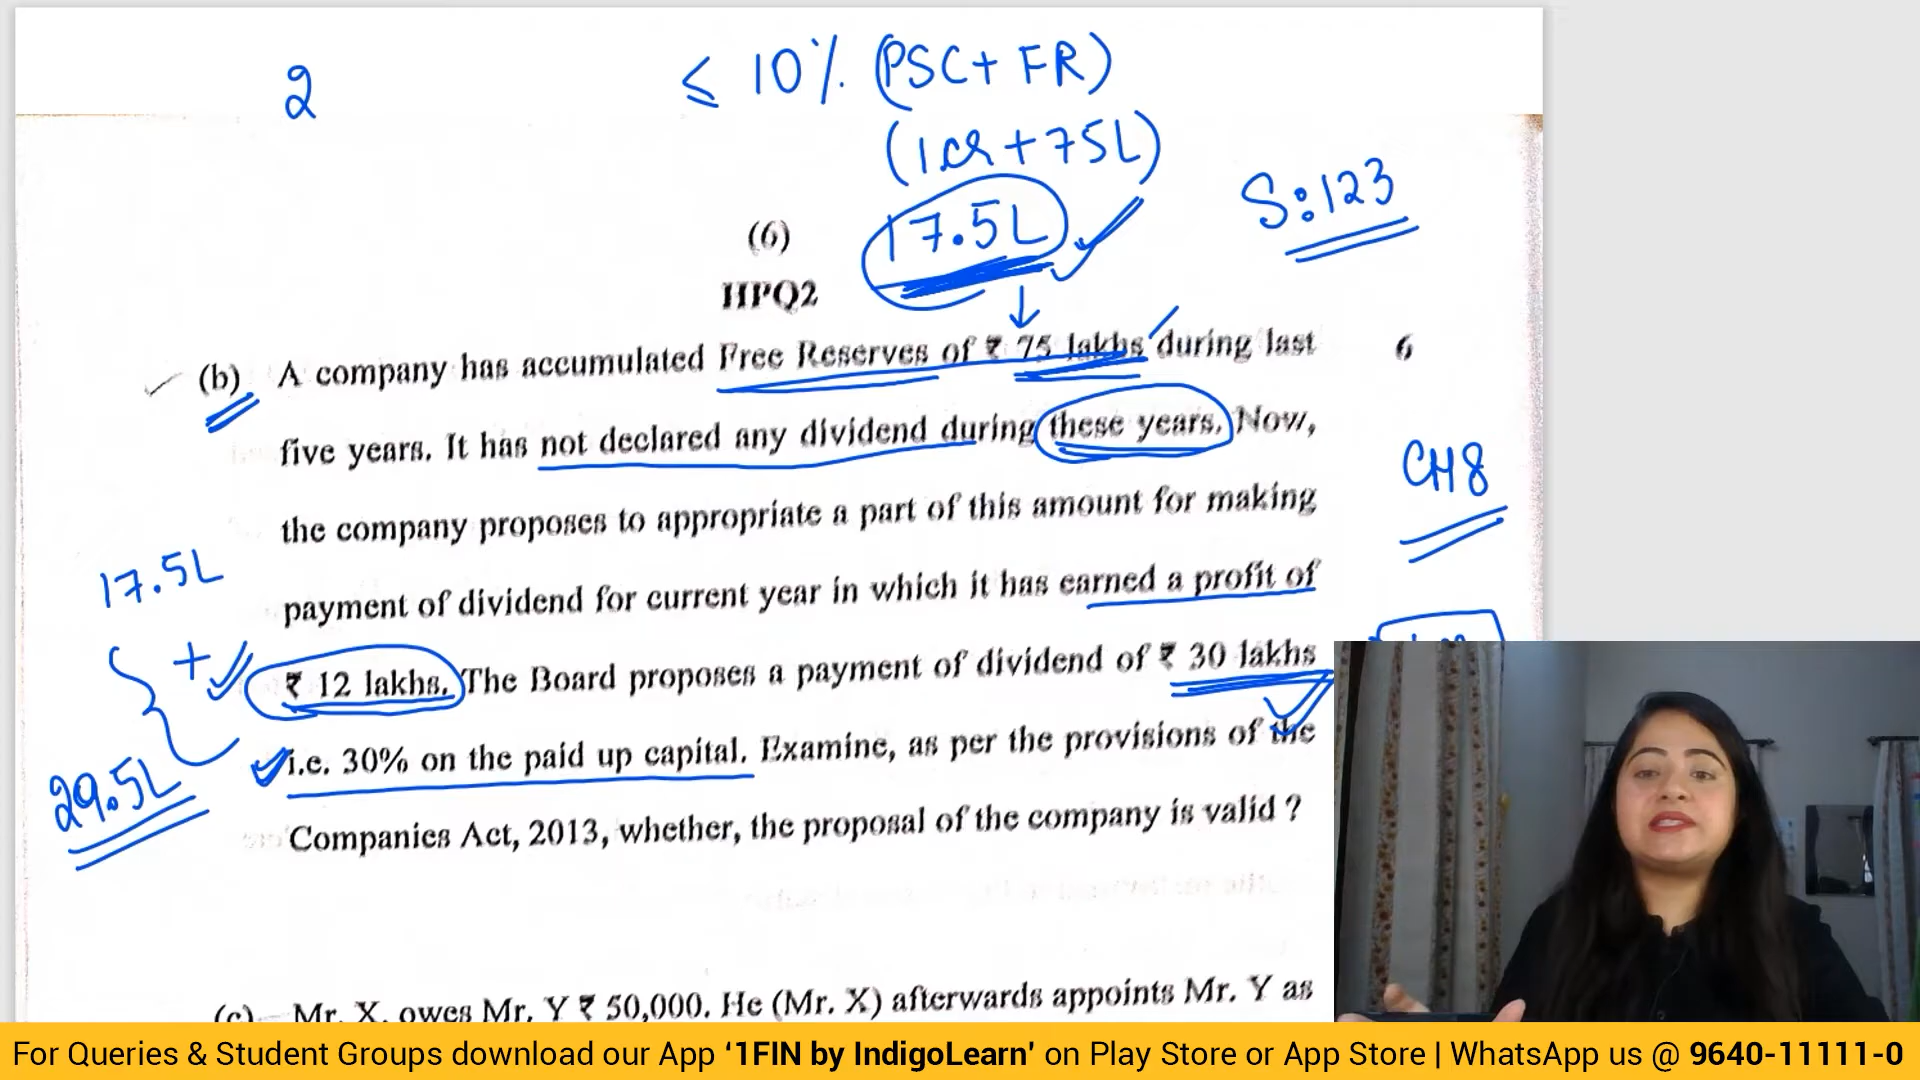 2
≤ 10% (PSC + FR)
(1cr + 75L)
17.5L
S:123
(6)
HPQ2
(b) A company has accumulated Free Reserves of ₹ 75 lakhs during last 6
five years. It has not declared any dividend during these years. Now,
CH8
the company proposes to appropriate a part of this amount for making
17.5L
payment of dividend for current year in which it has earned a profit of
+
₹ 12 lakhs. The Board proposes a payment of dividend of ₹ 30 lakhs
i.e. 30% on the paid up capital. Examine, as per the provisions of the
29.5L
Companies Act, 2013, whether, the proposal of the company is valid ?
(c) Mr. X. owes Mr. Y ₹ 50,000. He (Mr. X) afterwards appoints Mr. Y as
For Queries & Student Groups download our App ‘1FIN by IndigoLearn' on Play Store or App Store | WhatsApp us @ 9640-11111-0